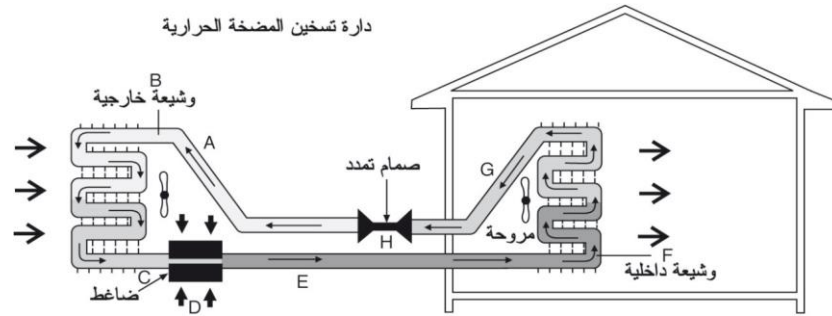 دارة تسخين المضخة الحرارية
B
وشيعة خارجية
A
صمام تمدد
G
H
مروحة
F
وشيعة داخلية
C
ضاغط
D
E